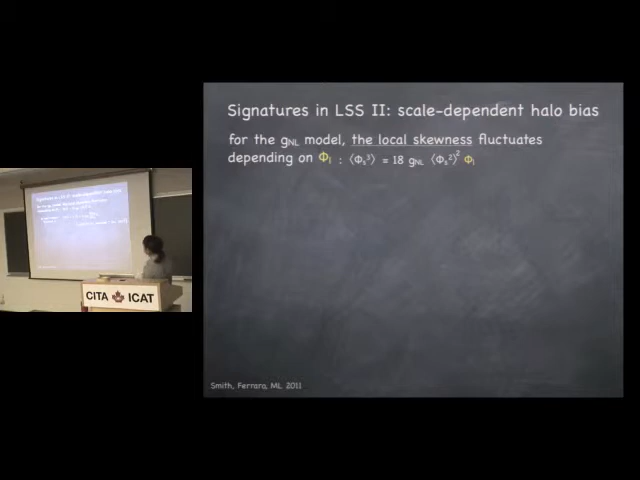 Signatures in LSS II: scale-dependent halo bias
for the gNL model, the local skewness fluctuates
depending on Φl : ⟨Φs³⟩ = 18 gNL ⟨Φs²⟩² Φl
CITA ICAT
Smith, Ferrara, ML 2011